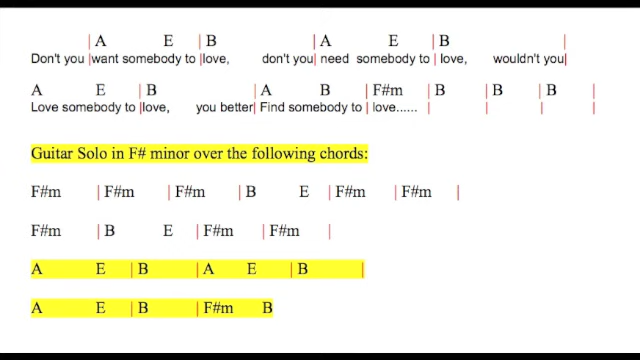 | A E | B | A E | B |
Don't you |want somebody to |love, don't you| need somebody to | love, wouldn't you|
A E | B | A B | F#m | B | B | B |
Love somebody to |love, you better| Find somebody to | love...... | | | |
Guitar Solo in F# minor over the following chords:
F#m | F#m | F#m | B E | F#m | F#m |
F#m | B E | F#m | F#m |
A E | B | A E | B |
A E | B | F#m B